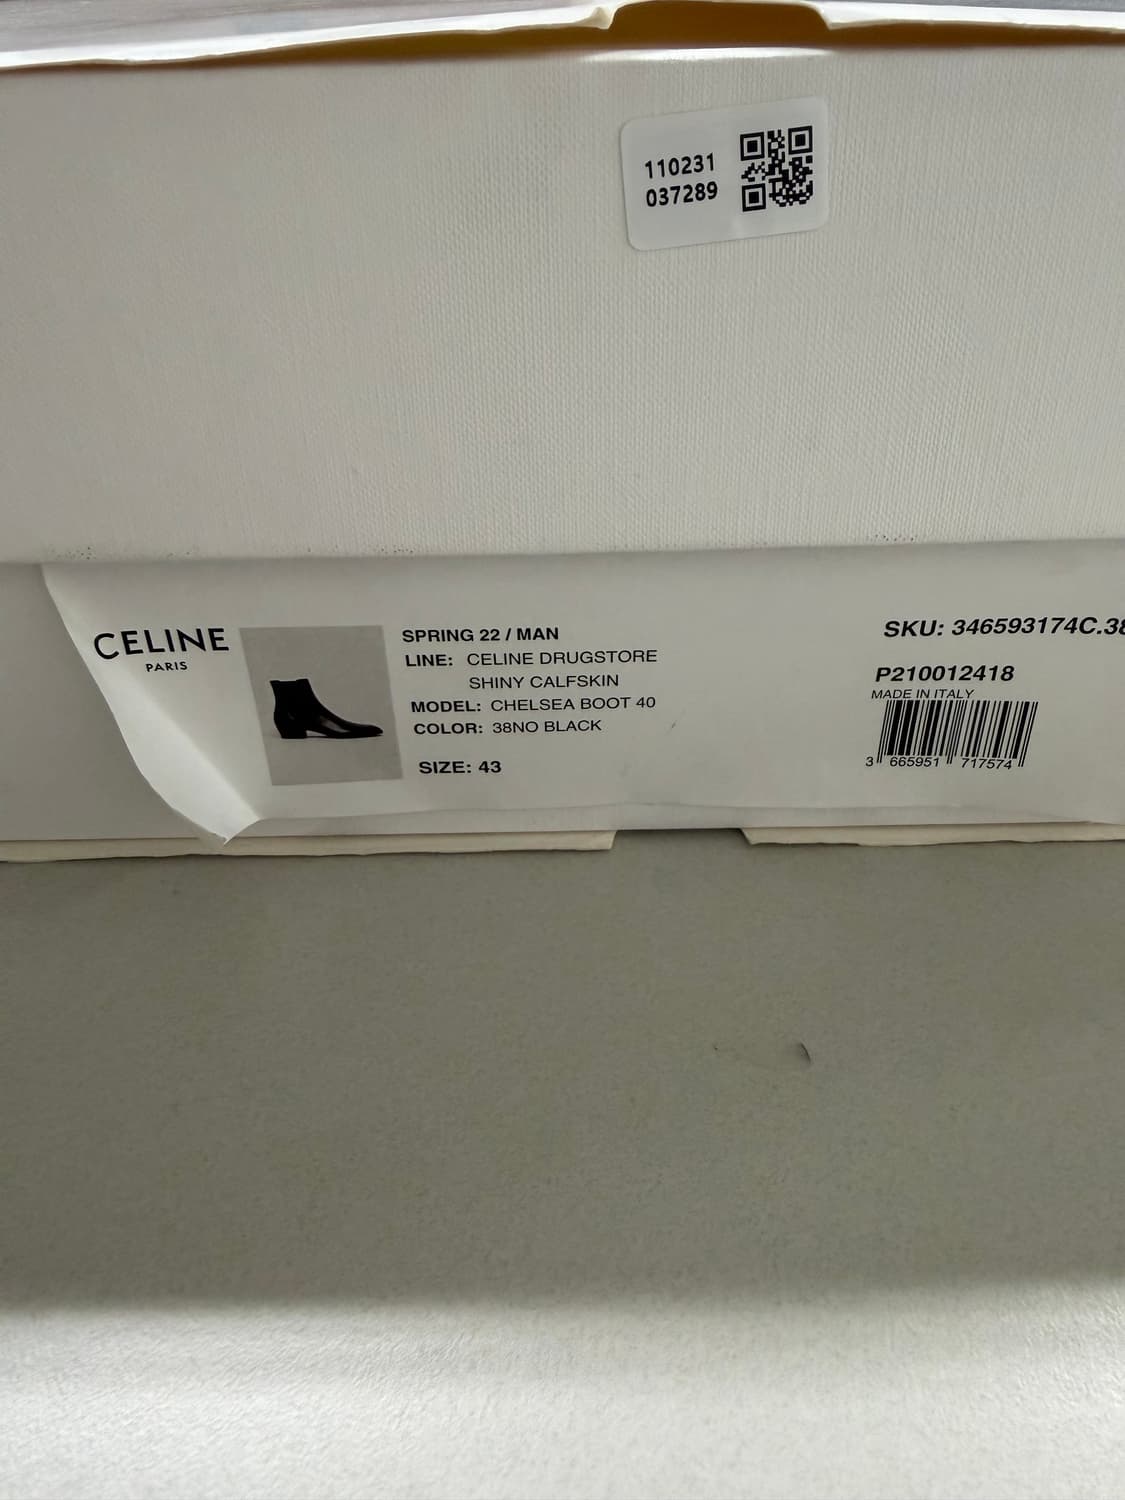 110231
037289
CELINE
PARIS
SPRING 22 / MAN
LINE: CELINE DRUGSTORE
SHINY CALFSKIN
MODEL: CHELSEA BOOT 40
COLOR: 38NO BLACK
SIZE: 43
SKU: 346593174C.38
P210012418
MADE IN ITALY
3 665951 717574